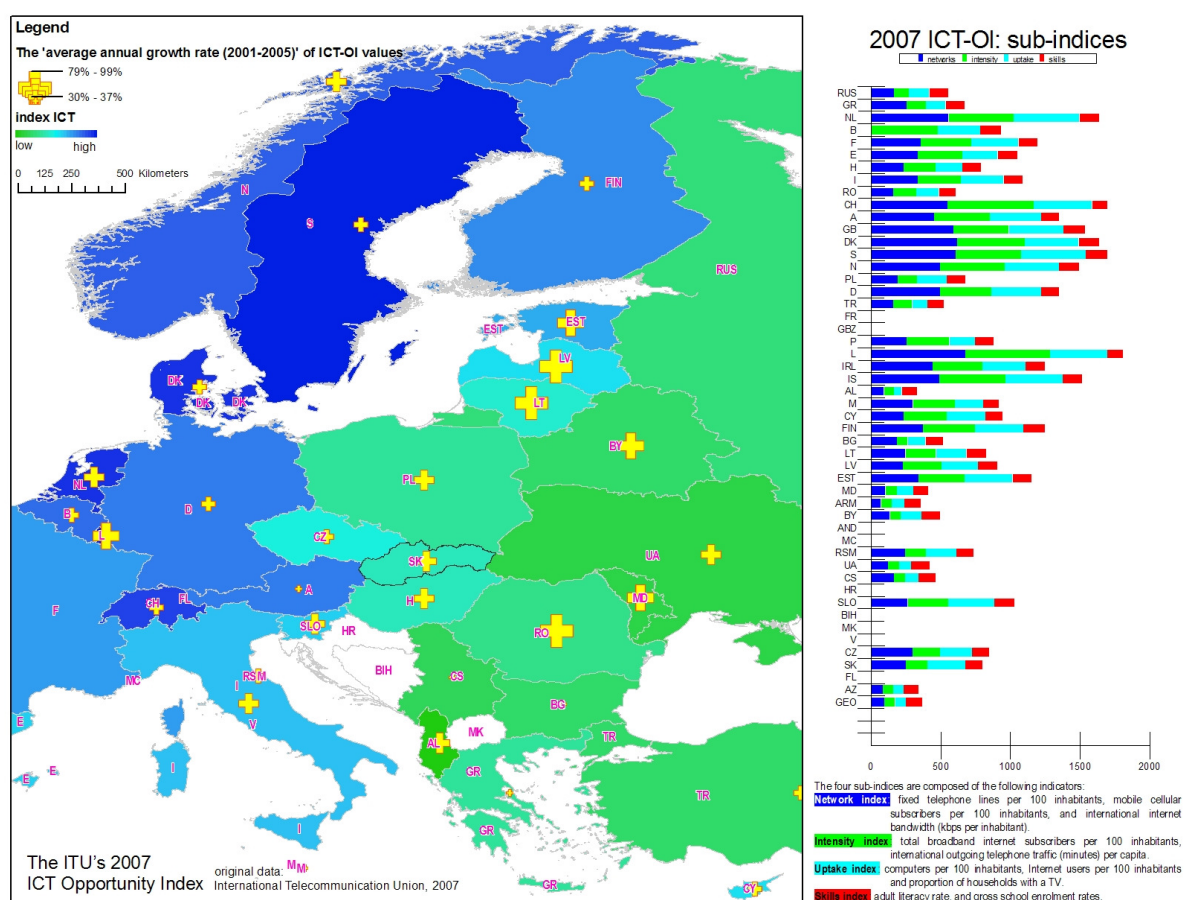 Legend
The 'average annual growth rate (2001-2005)' of ICT-OI values
79% - 99%
30% - 37%
index ICT
low high
0 125 250 500 Kilometers
N
S
FIN
RUS
EST
EST
LV
LT
DK
DK
DK
BY
NL
PL
B
D
L
CZ
UA
SK
F
CH
FL
A
H
MD
SLO
HR
RO
MC
RSM
I
BIH
CS
E
V
BG
AL
MK
TR
E
E
I
GR
TR
I
GR
M
M
GR
CY
The ITU's 2007
ICT Opportunity Index
original data:
International Telecommunication Union, 2007
2007 ICT-OI: sub-indices
networks intensity uptake skills
RUS
GR
NL
B
F
E
H
I
RO
CH
A
GB
DK
S
N
PL
D
TR
FR
GBZ
P
L
IRL
IS
AL
M
CY
FIN
BG
LT
LV
EST
MD
ARM
BY
AND
MC
RSM
UA
CS
HR
SLO
BIH
MK
V
CZ
SK
FL
AZ
GEO
0 500 1000 1500 2000
The four sub-indices are composed of the following indicators:
Network index: fixed telephone lines per 100 inhabitants, mobile cellular
subscribers per 100 inhabitants, and international internet
bandwidth (kbps per inhabitant).
Intensity index: total broadband internet subscribers per 100 inhabitants,
international outgoing telephone traffic (minutes) per capita.
Uptake index: computers per 100 inhabitants, Internet users per 100 inhabitants
and proportion of households with a TV.
Skills index: adult literacy rate, and gross school enrolment rates.